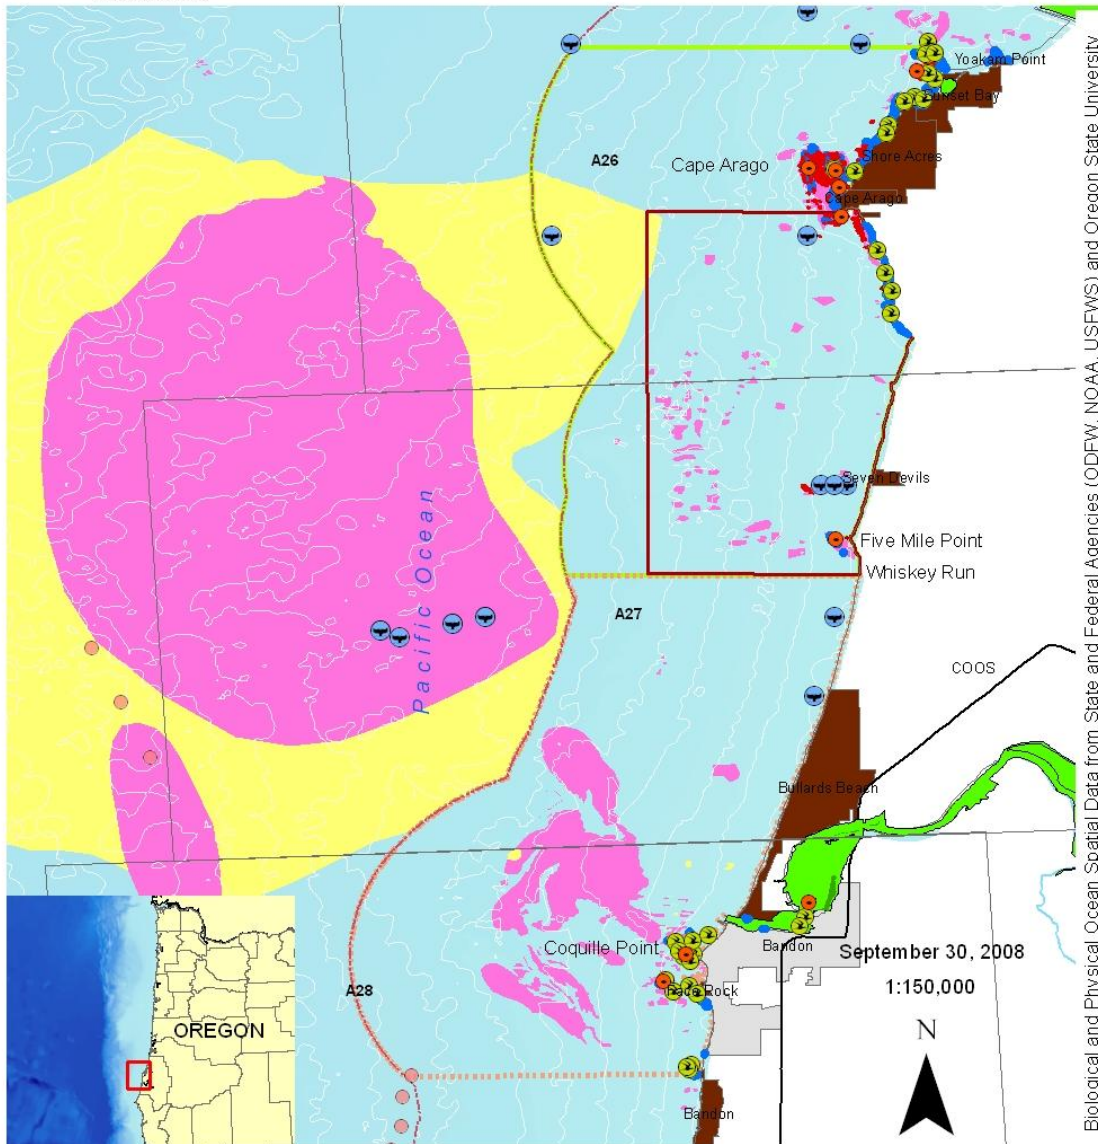 Yoakam Point
Sunset Bay
A26
Cape Arago
Shore Acres
Cape Arago
Seven Devils
Five Mile Point
Whiskey Run
A27
Pacific Ocean
COOS
Bullards Beach
Coquille Point
Bandon
September 30, 2008
1:150,000
A28
Face Rock
N
OREGON
Bandon
Biological and Physical Ocean Spatial Data from State and Federal Agencies (ODFW, NOAA, USFWS) and Oregon State University